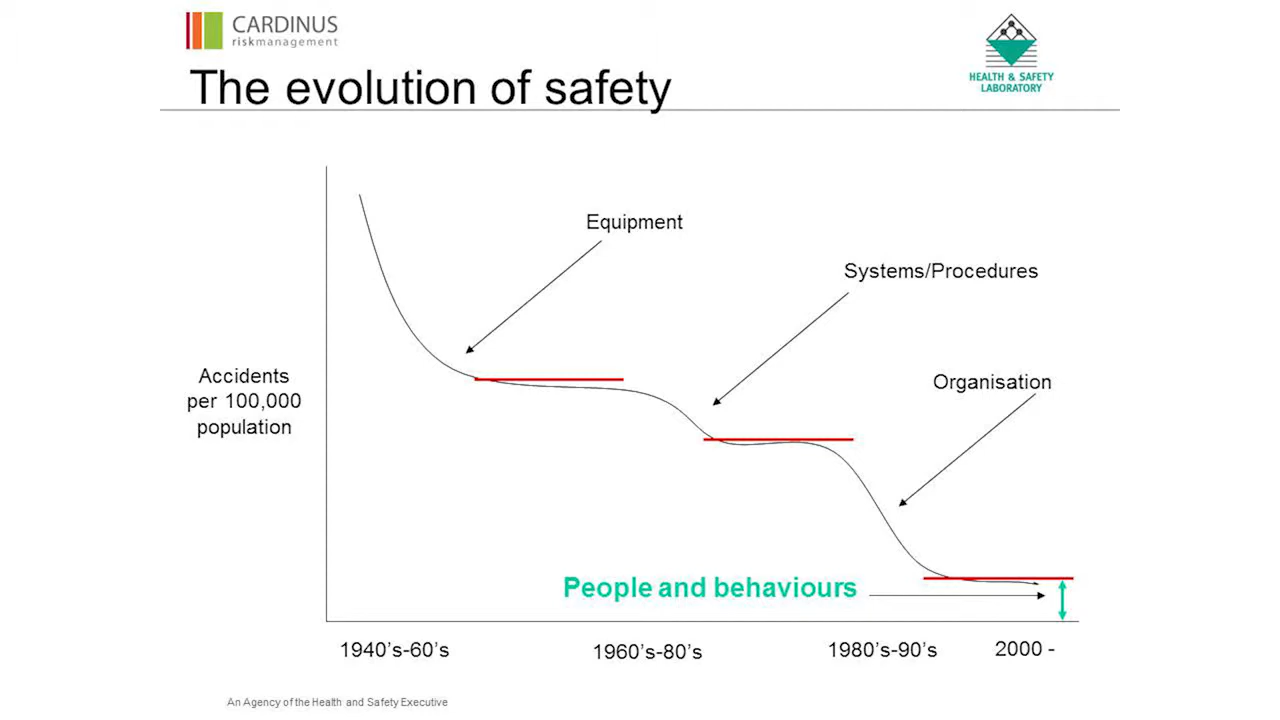 CARDINUS
riskmanagement
HEALTH & SAFETY
LABORATORY
The evolution of safety
Equipment
Systems/Procedures
Organisation
Accidents
per 100,000
population
People and behaviours
1940's-60's
1960's-80's
1980's-90's
2000 -
An Agency of the Health and Safety Executive